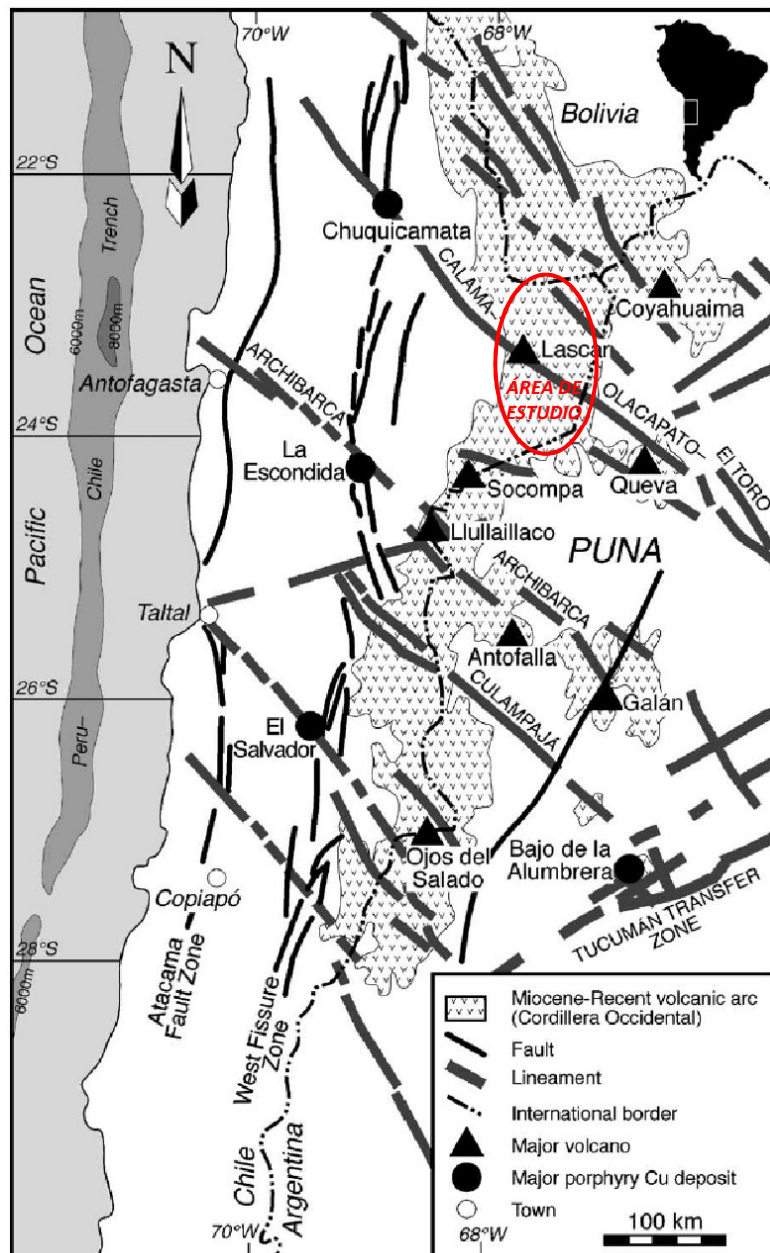 70°W
68°W
N
Bolivia
22°S
Trench
Chuquicamata
Ocean
6000m
8000m
CALAMA-
Coyahuaima
Lascar
ÁREA DE
ESTUDIO
Antofagasta
ARCHIBARCA
OLACAPATO-
EL TORO
24°S
La
Escondida
Socompa
Queva
Chile
Llullaillaco
PUNA
Pacific
ARCHIBARCA
Taltal
Antofalla
26°S
CULAMPAJÁ
Galán
Peru-
El
Salvador
Ojos del
Salado
Bajo de la
Alumbrera
Copiapó
TUCUMÁN TRANSFER
ZONE
28°S
6000m
Atacama
Fault Zone
West Fissure
Zone
Chile
Argentina
Miocene-Recent volcanic arc
(Cordillera Occidental)
Fault
Lineament
International border
Major volcano
Major porphyry Cu deposit
Town
100 km
70°W
68°W